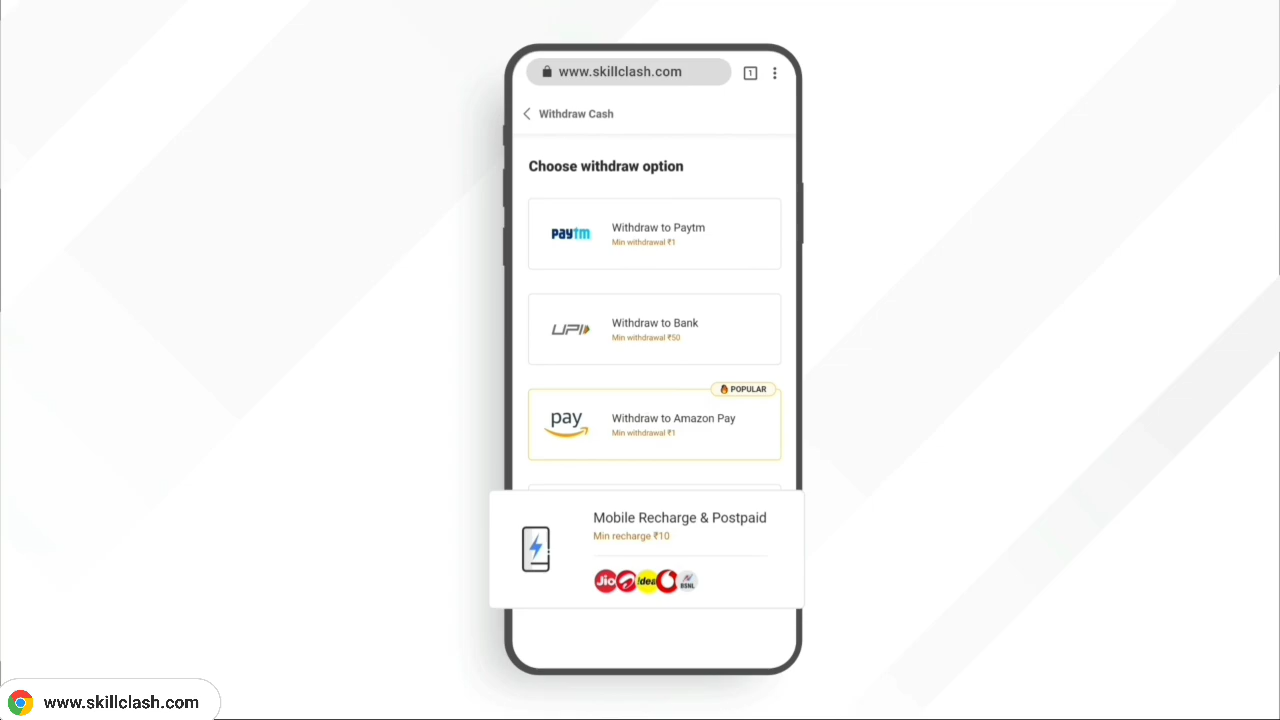 www.skillclash.com
1
Withdraw Cash
Choose withdraw option
paytm
Withdraw to Paytm
Min withdrawal ₹1
UPI
Withdraw to Bank
Min withdrawal ₹50
POPULAR
pay
Withdraw to Amazon Pay
Min withdrawal ₹1
Mobile Recharge & Postpaid
Min recharge ₹10
Jio
!dea
BSNL
www.skillclash.com